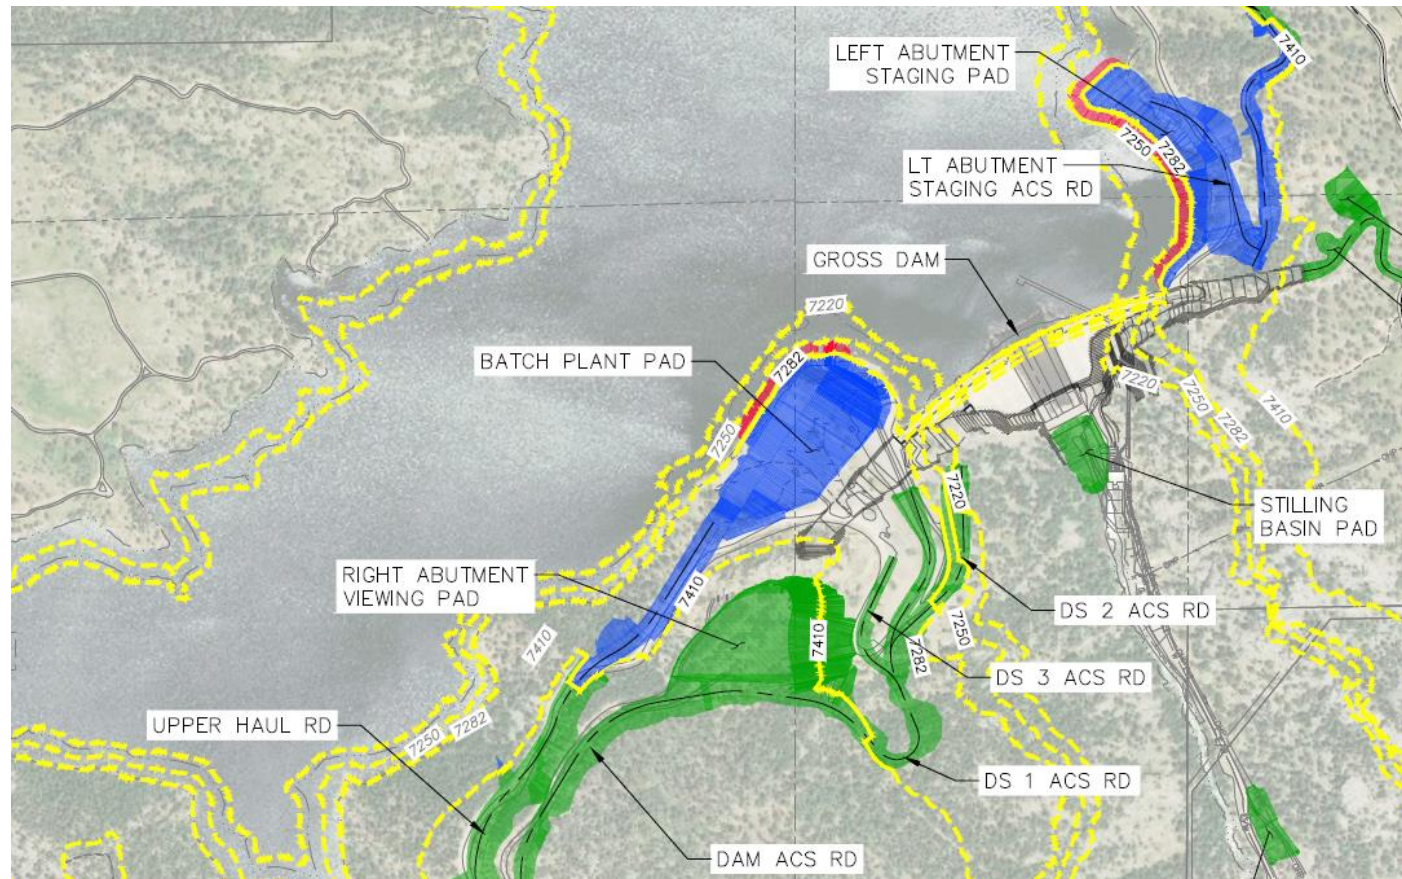 LEFT ABUTMENT
STAGING PAD
7410
7250
7282
LT ABUTMENT
STAGING ACS RD
GROSS DAM
7220
BATCH PLANT PAD
7282
7250
7220
7250
7282
7410
7220
STILLING
BASIN PAD
RIGHT ABUTMENT
VIEWING PAD
7410
7410
7410
7250
7282
DS 2 ACS RD
DS 3 ACS RD
UPPER HAUL RD
7250
7282
DS 1 ACS RD
DAM ACS RD